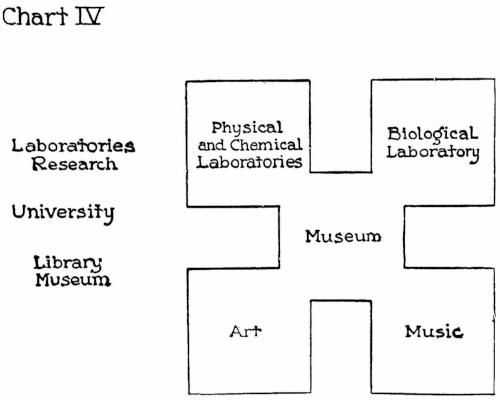 Chart IV
Laboratories
Research
University
Library
Museum
Physical
and Chemical
Laboratories
Biological
Laboratory
Museum
Art
Music